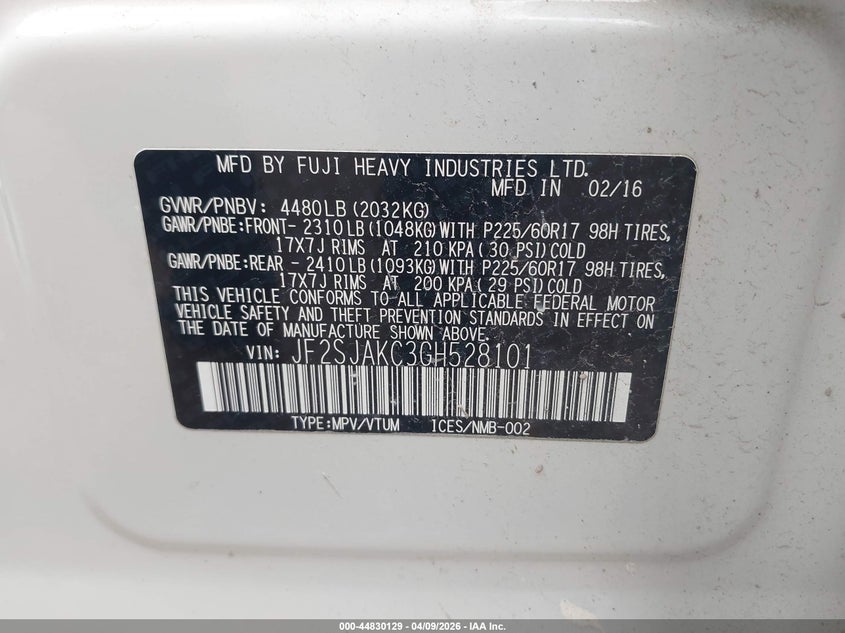 MFD BY FUJI HEAVY INDUSTRIES LTD.
MFD IN 02/16
GVWR/PNBV: 4480LB (2032KG)
GAWR/PNBE:FRONT- 2310LB (1048KG) WITH P225/60R17 98H TIRES,
17X7J RIMS AT 210 KPA ( 30 PSI) COLD
GAWR/PNBE:REAR - 2410LB (1093KG) WITH P225/60R17 98H TIRES,
17X7J RIMS AT 200 KPA ( 29 PSI) COLD
THIS VEHICLE CONFORMS TO ALL APPLICABLE FEDERAL MOTOR
VEHICLE SAFETY AND THEFT PREVENTION STANDARDS IN EFFECT ON
THE DATE OF MANUFACTURE SHOWN ABOVE.
VIN: JF2SJAKC3GH528101
TYPE:MPV/VTUM ICES/NMB-002
000-44830129 - 04/09/2026 - IAA Inc.